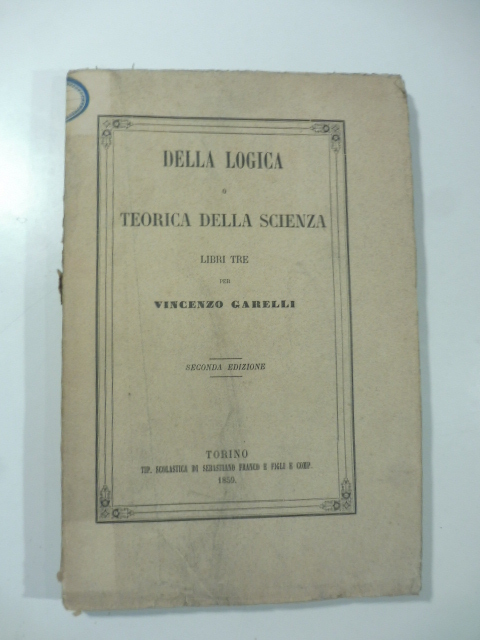 DELLA LOGICA
O
TEORICA DELLA SCIENZA
LIBRI TRE
PER
VINCENZO GARELLI
SECONDA EDIZIONE
TORINO
TIP. SCOLASTICA DI SEBASTIANO FRANCO E FIGLI E COMP.
1859.